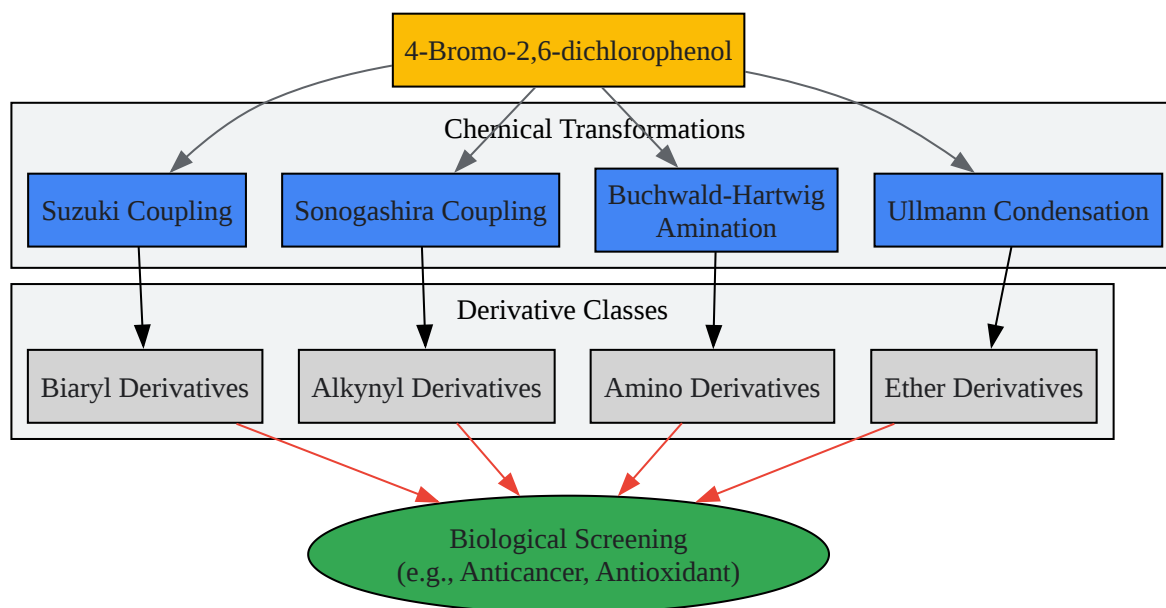 4-Bromo-2,6-dichlorophenol
Chemical Transformations
Suzuki Coupling
Sonogashira Coupling
Buchwald-Hartwig
Amination
Ullmann Condensation
Derivative Classes
Biaryl Derivatives
Alkynyl Derivatives
Amino Derivatives
Ether Derivatives
Biological Screening
(e.g., Anticancer, Antioxidant)